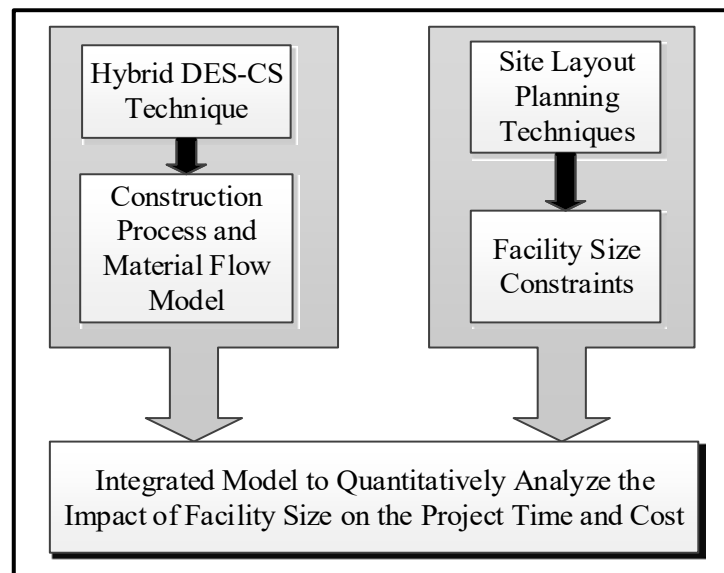 Hybrid DES-CS
Technique
Construction
Process and
Material Flow
Model
Site Layout
Planning
Techniques
Facility Size
Constraints
Integrated Model to Quantitatively Analyze the
Impact of Facility Size on the Project Time and Cost